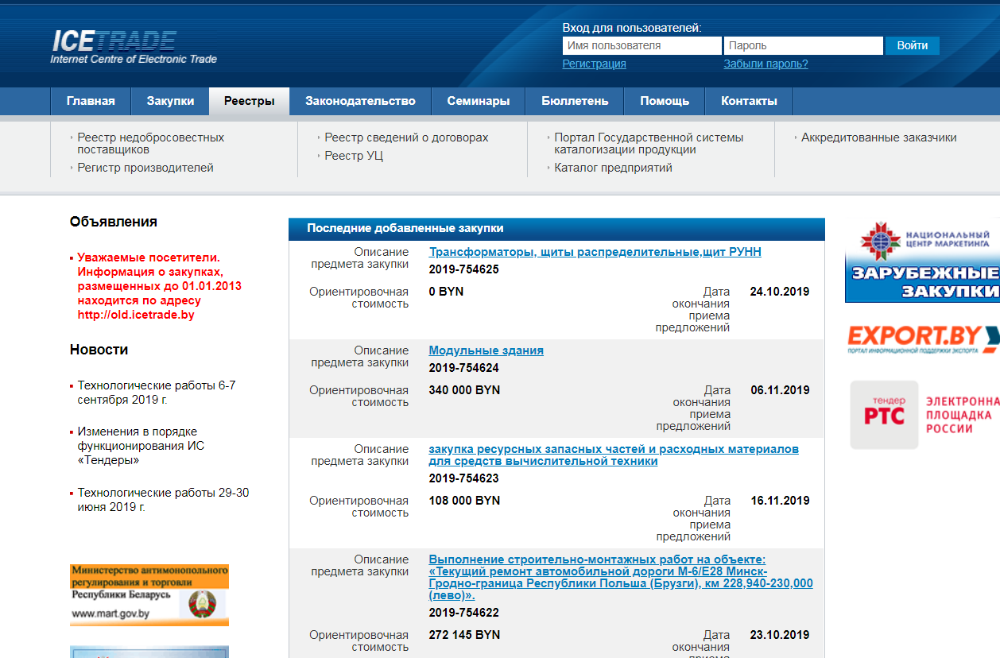 ICETRADE
Internet Centre of Electronic Trade
Вход для пользователей:
Имя пользователя
Пароль
Войти
Регистрация
Забыли пароль?
Главная
Закупки
Реестры
Законодательство
Семинары
Бюллетень
Помощь
Контакты
Реестр недобросовестных
поставщиков
Регистр производителей
Реестр сведений о договорах
Реестр УЦ
Портал Государственной системы
каталогизации продукции
Каталог предприятий
Аккредитованные заказчики
Объявления
Уважаемые посетители.
Информация о закупках,
размещенных до 01.01.2013
находится по адресу
http://old.icetrade.by
Новости
Технологические работы 6-7
сентября 2019 г.
Изменения в порядке
функционирования ИС
«Тендеры»
Технологические работы 29-30
июня 2019 г.
Министерство антимонопольного
регулирования и торговли
Республики Беларусь
www.mart.gov.by
Последние добавленные закупки
Описание
предмета закупки
Трансформаторы, щиты распределительные,щит РУНН
2019-754625
Ориентировочная
стоимость
0 BYN
Дата
окончания
приема
предложений
24.10.2019
Описание
предмета закупки
Модульные здания
2019-754624
Ориентировочная
стоимость
340 000 BYN
Дата
окончания
приема
предложений
06.11.2019
Описание
предмета закупки
закупка ресурсных запасных частей и расходных материалов
для средств вычислительной техники
2019-754623
Ориентировочная
стоимость
108 000 BYN
Дата
окончания
приема
предложений
16.11.2019
Описание
предмета закупки
Выполнение строительно-монтажных работ на объекте:
«Текущий ремонт автомобильной дороги М-6/Е28 Минск-
Гродно-граница Республики Польша (Брузги), км 228,940-230,000
(лево)».
2019-754622
Ориентировочная
стоимость
272 145 BYN
Дата
окончания
23.10.2019
НАЦИОНАЛЬНЫЙ
ЦЕНТР МАРКЕТИНГА
ЗАРУБЕЖНЫЕ
ЗАКУПКИ
EXPORT.BY
ПОРТАЛ ИНФОРМАЦИОННОЙ ПОДДЕРЖКИ ЭКСПОРТА
тендер
РТС
ЭЛЕКТРОННА
ПЛОЩАДКА
РОССИИ